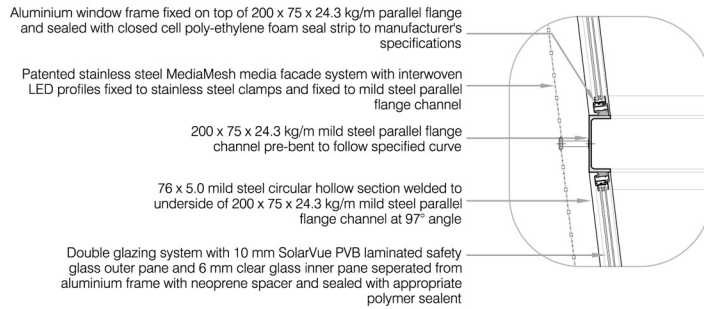 Aluminium window frame fixed on top of 200 x 75 x 24.3 kg/m parallel flange
and sealed with closed cell poly-ethylene foam seal strip to manufacturer's
specifications
Patented stainless steel MediaMesh media facade system with interwoven
LED profiles fixed to stainless steel clamps and fixed to mild steel parallel
flange channel
200 x 75 x 24.3 kg/m mild steel parallel flange
channel pre-bent to follow specified curve
76 x 5.0 mild steel circular hollow section welded to
underside of 200 x 75 x 24.3 kg/m mild steel parallel
flange channel at 97° angle
Double glazing system with 10 mm SolarVue PVB laminated safety
glass outer pane and 6 mm clear glass inner pane seperated from
aluminium frame with neoprene spacer and sealed with appropriate
polymer sealent